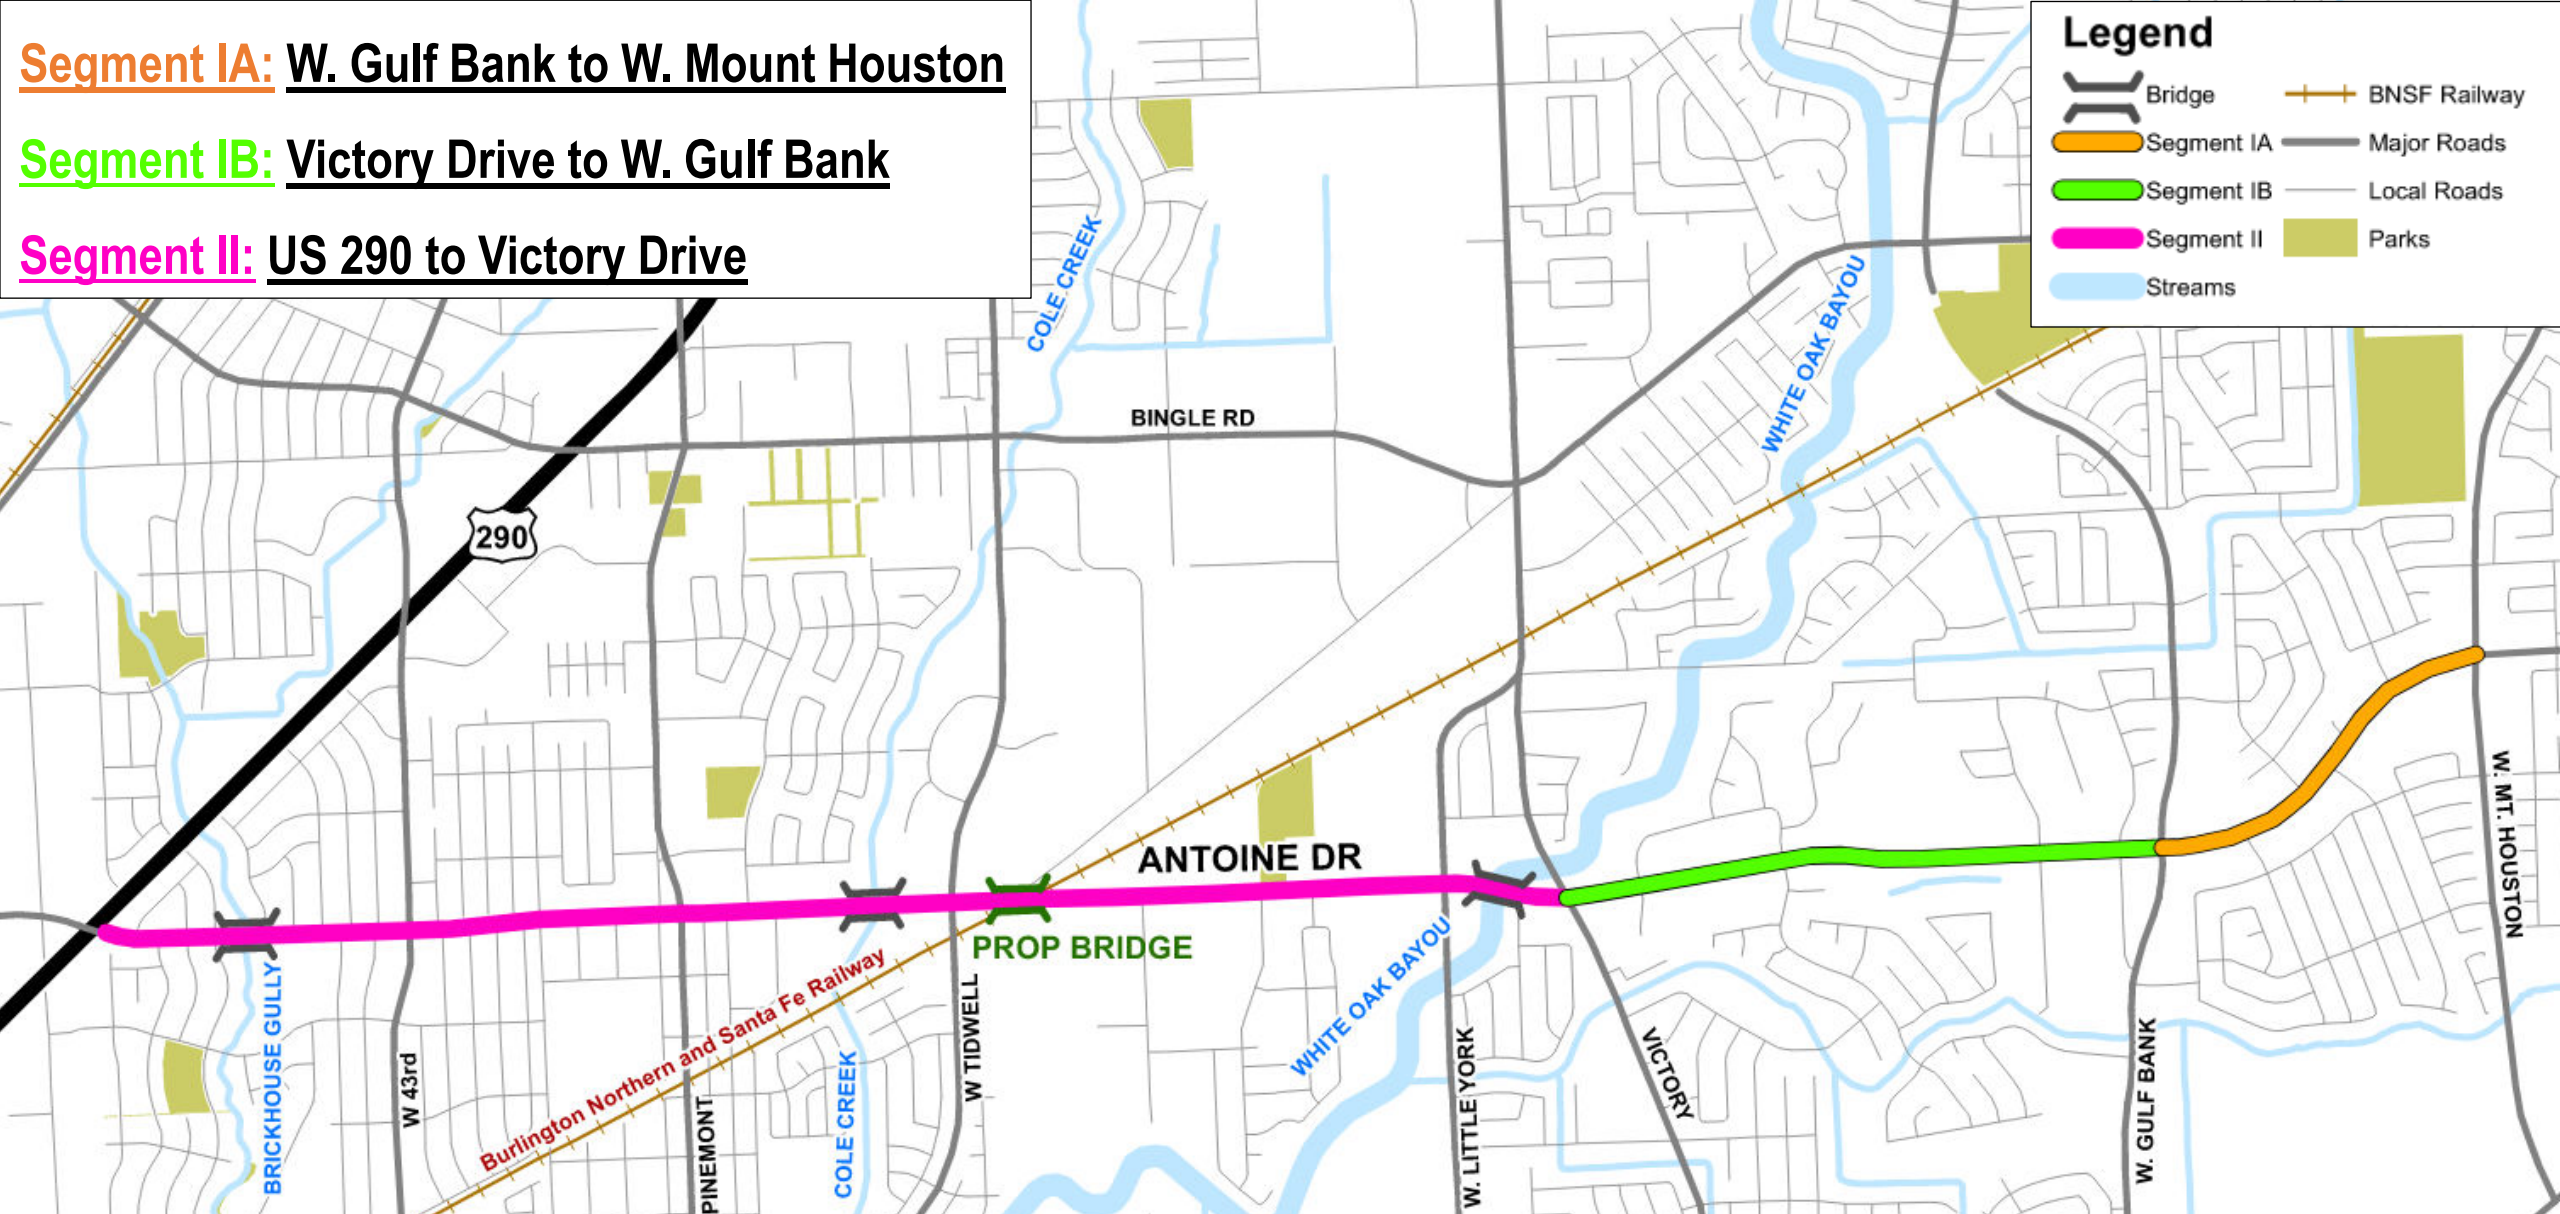 Segment IA: W. Gulf Bank to W. Mount Houston
Segment IB: Victory Drive to W. Gulf Bank
Segment II: US 290 to Victory Drive
Legend
Bridge
BNSF Railway
Segment IA
Major Roads
Segment IB
Local Roads
Segment II
Parks
Streams
COLE CREEK
WHITE OAK BAYOU
BINGLE RD
290
ANTOINE DR
W. MT. HOUSTON
PROP BRIDGE
Burlington Northern and Santa Fe Railway
WHITE OAK BAYOU
BRICKHOUSE GULLY
W 43rd
PINEMONT
COLE CREEK
W TIDWELL
W. LITTLE YORK
VICTORY
W. GULF BANK